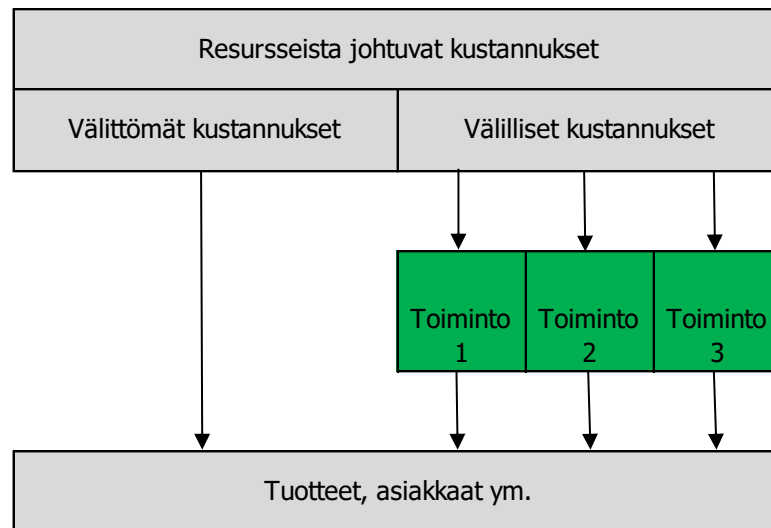 Resursseista johtuvat kustannukset
Välittömät kustannukset
Välilliset kustannukset
Toiminto
1
Toiminto
2
Toiminto
3
Tuotteet, asiakkaat ym.